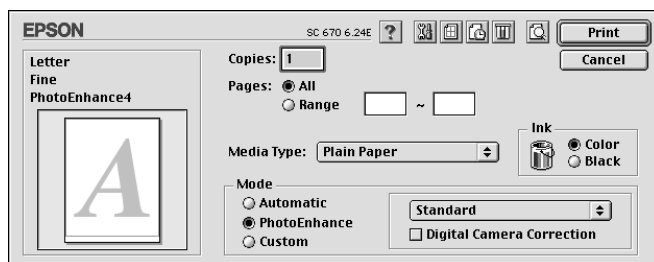 EPSON
SC 670 6.24E
?
Print
Cancel
Letter
Fine
PhotoEnhance4
A
Copies: 1
Pages: All
Range ~
Media Type: Plain Paper
Ink
Color
Black
Mode
Automatic
PhotoEnhance
Custom
Standard
Digital Camera Correction